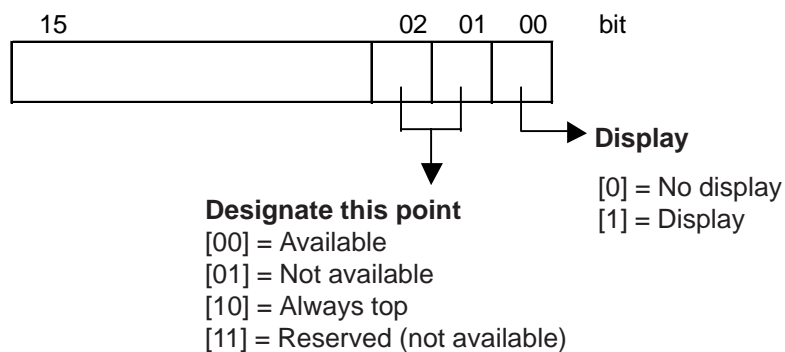 15 02 01 00 bit
Display
[0] = No display
[1] = Display
Designate this point
[00] = Available
[01] = Not available
[10] = Always top
[11] = Reserved (not available)